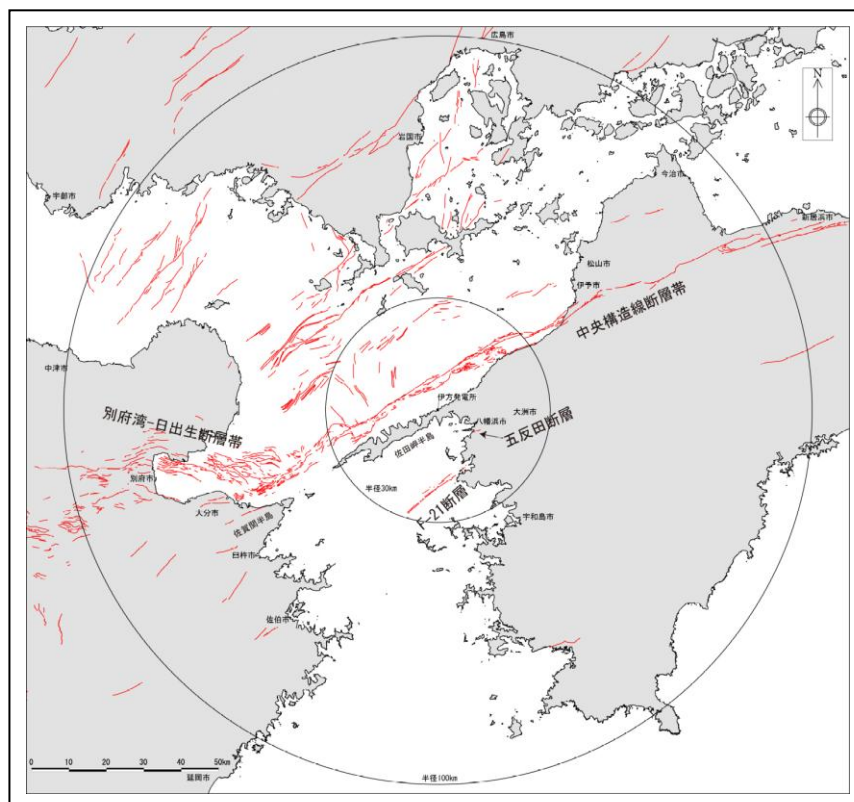 広島市
N
岩国市
宇部市
今治市
新居浜市
松山市
伊予市
中央構造線断層帯
中津市
伊方発電所
別府湾-日出生断層帯
八幡浜市
大洲市
五反田断層
佐田岬半島
別府市
半径30km
F-21断層
大分市
佐賀関半島
宇和島市
臼杵市
佐伯市
0 10 20 30 40 50km
延岡市
半径100km